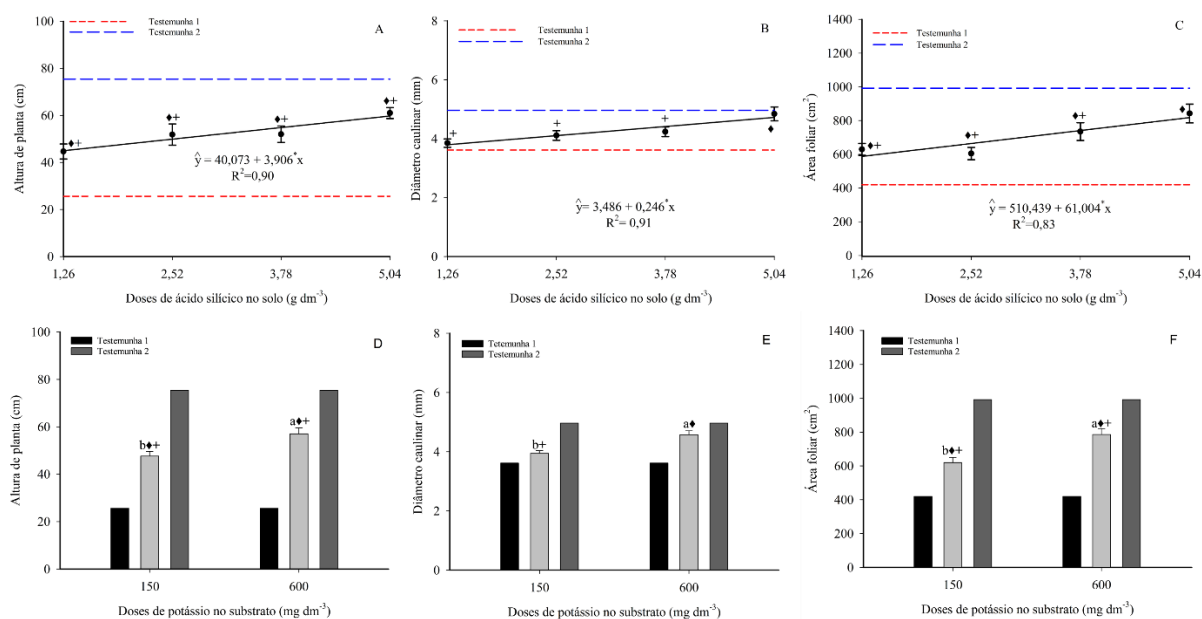 A
Testemunha 1
Testemunha 2
Altura de planta (cm)
100
80
60
40
20
0
♦+
♦+
♦+
♦+
ŷ = 40,073 + 3,906*x
R²=0,90
1,26
2,52
3,78
5,04
Doses de ácido silícico no solo (g dm⁻³)
B
Testemunha 1
Testemunha 2
Diâmetro caulinar (mm)
8
6
4
2
0
+
+
+
♦
ŷ= 3,486 + 0,246*x
R²= 0,91
1,26
2,52
3,78
5,04
Doses de ácido silícico no solo (g dm⁻³)
C
Testemunha 1
Testemunha 2
Área foliar (cm²)
1400
1200
1000
800
600
400
200
0
♦+
♦+
♦+
♦
ŷ = 510,439 + 61,004*x
R²=0,83
1,26
2,52
3,78
5,04
Doses de ácido silícico no solo (g dm⁻³)
D
Testemunha 1
Testemunha 2
Altura de planta (cm)
100
80
60
40
20
0
b♦+
a♦+
150
600
Doses de potássio no substrato (mg dm⁻³)
E
Tetemunha 1
Testemunha 2
Diâmetro caulinar (mm)
8
6
4
2
0
b+
a♦
150
600
Doses de potássio no substrato (mg dm⁻³)
F
Testemunha 1
Testemunha 2
Área foliar (cm²)
1400
1200
1000
800
600
400
200
0
b♦+
a♦+
150
600
Doses de potássio no substrato (mg dm⁻³)